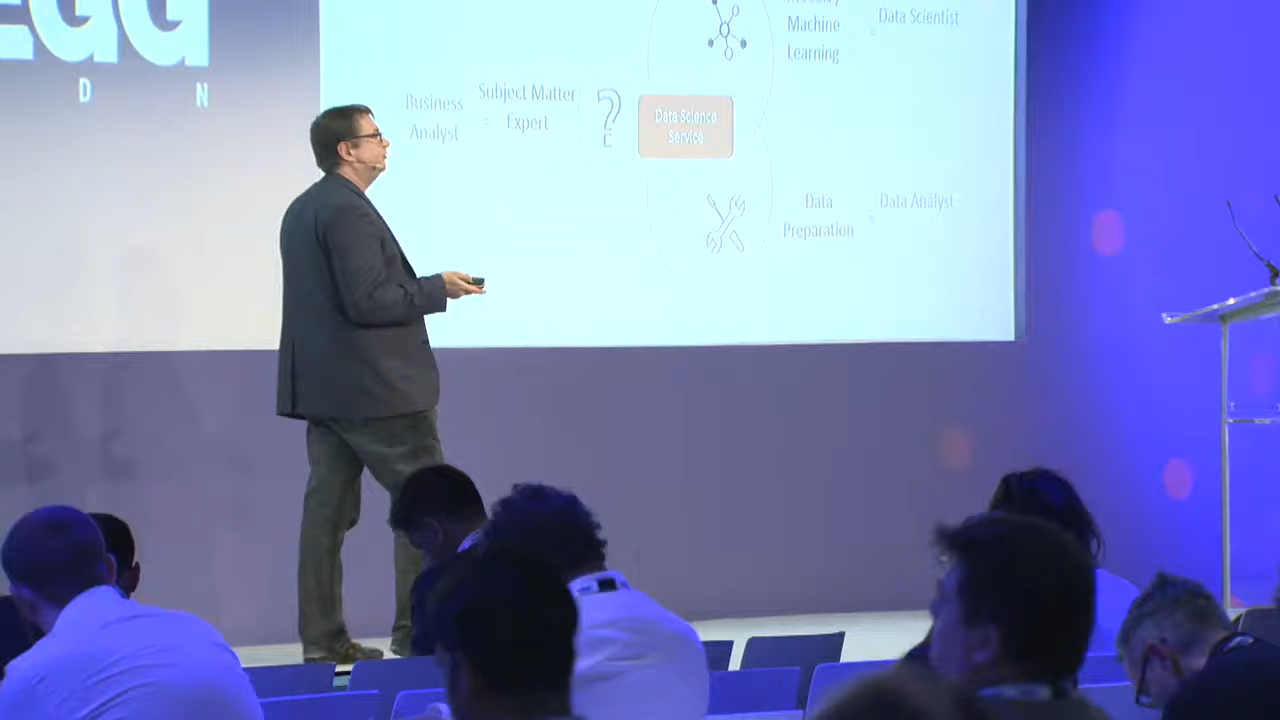 EGG
D N
Machine
Learning
Data Scientist
=
Business
Analyst
=
Subject Matter
Expert
?
Data Science
Service
Data
Preparation
=
Data Analyst